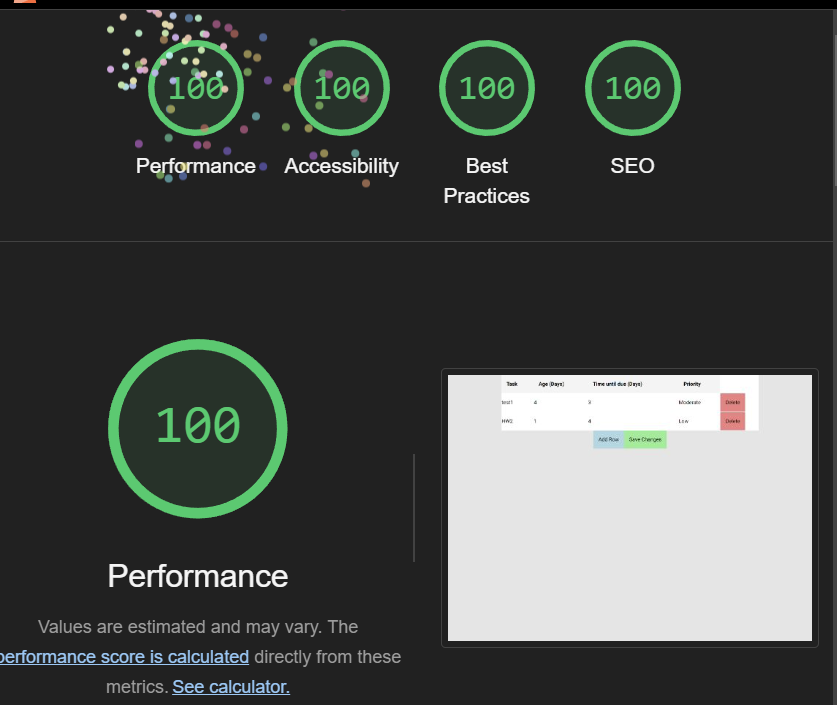 100 100 100 100
Performance Accessibility Best Practices SEO
100
Performance
Values are estimated and may vary. The
performance score is calculated directly from these
metrics. See calculator.
Task Age (Days) Time until due (Days) Priority
test1 4 3 Moderate Delete
HW2 1 4 Low Delete
Add Row Save Changes